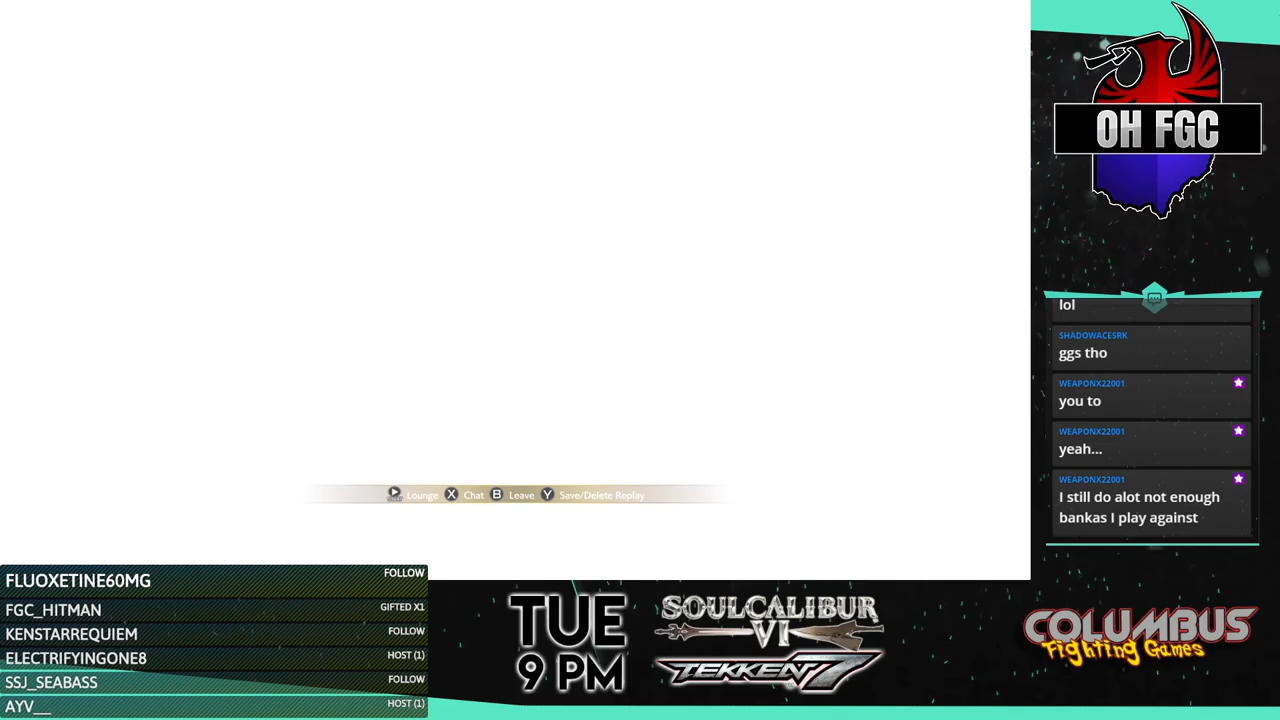 OH FGC
lol
SHADOWACESRK
ggs tho
WEAPONX22001
you to
WEAPONX22001
yeah...
WEAPONX22001
I still do alot not enough
bankas I play against
Lounge X Chat B Leave Y Save/Delete Replay
FLUOXETINE60MG FOLLOW
FGC_HITMAN GIFTED X1
KENSTARREQUIEM FOLLOW
ELECTRIFYINGONE8 HOST (1)
SSJ_SEABASS FOLLOW
AYV__ HOST (1)
TUE
9 PM
SOULCALIBUR
VI
TEKKEN 7
COLUMBUS
Fighting Games